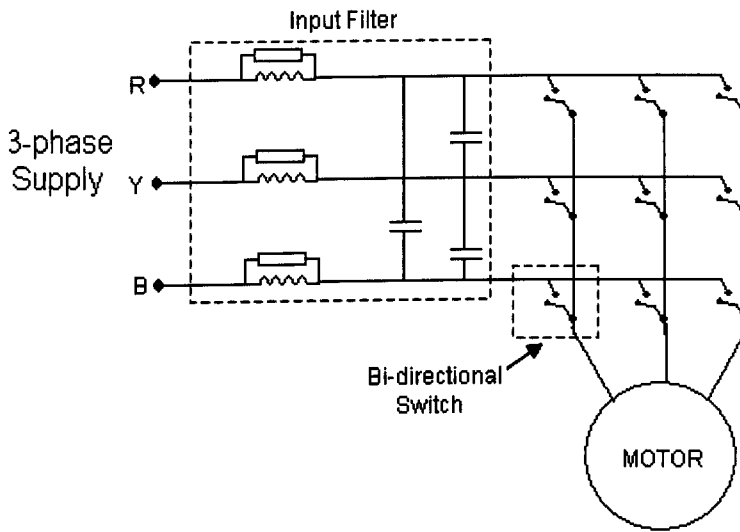 Input Filter
R
3-phase
Supply
Y
B
Bi-directional
Switch
MOTOR